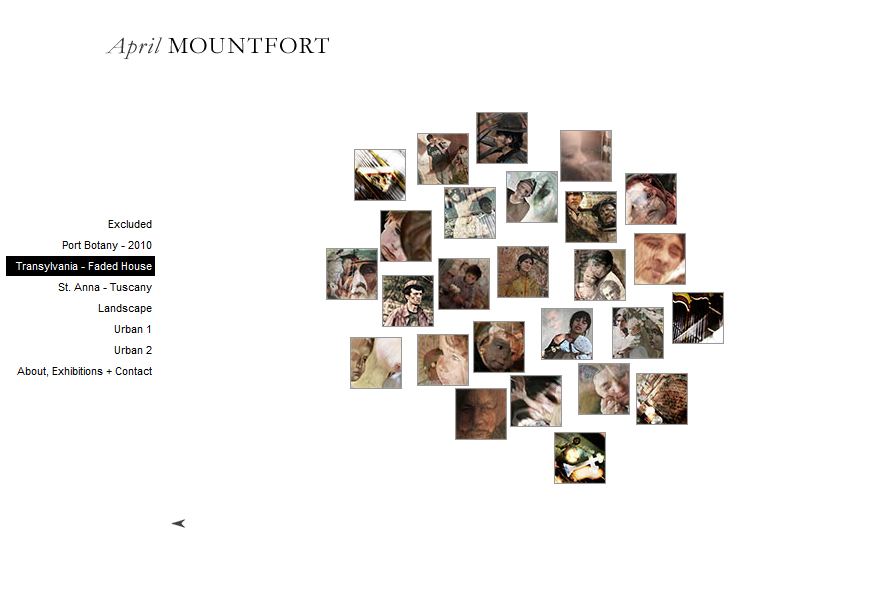 April MOUNTFORT
Excluded
Port Botany - 2010
Transylvania - Faded House
St. Anna - Tuscany
Landscape
Urban 1
Urban 2
About, Exhibitions + Contact